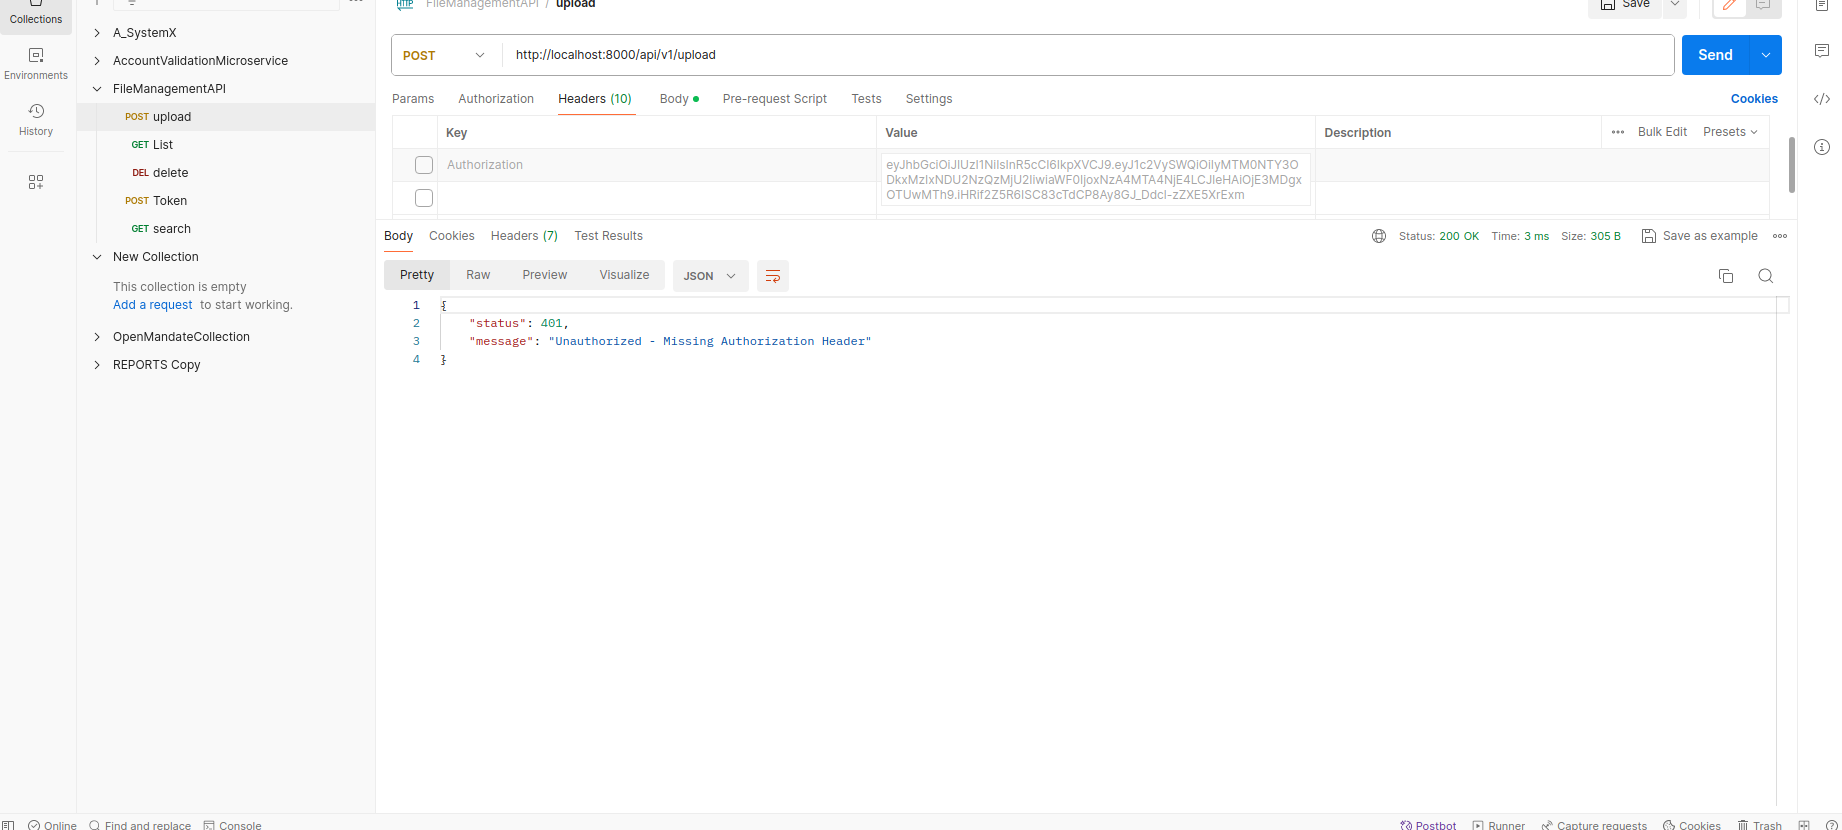 HTTP FileManagementAPI / upload
Save
Collections
Environments
History
A_SystemX
AccountValidationMicroservice
FileManagementAPI
POST upload
GET List
DEL delete
POST Token
GET search
New Collection
This collection is empty
Add a request to start working.
OpenMandateCollection
REPORTS Copy
POST http://localhost:8000/api/v1/upload Send
Params Authorization Headers (10) Body Pre-request Script Tests Settings Cookies
Key Value Description Bulk Edit Presets
Authorization
Body Cookies Headers (7) Test Results Status: 200 OK Time: 3 ms Size: 305 B Save as example
Pretty Raw Preview Visualize JSON
1 {
2 "status": 401,
3 "message": "Unauthorized - Missing Authorization Header"
4 }
Online Find and replace Console Postbot Runner Capture requests Cookies Trash